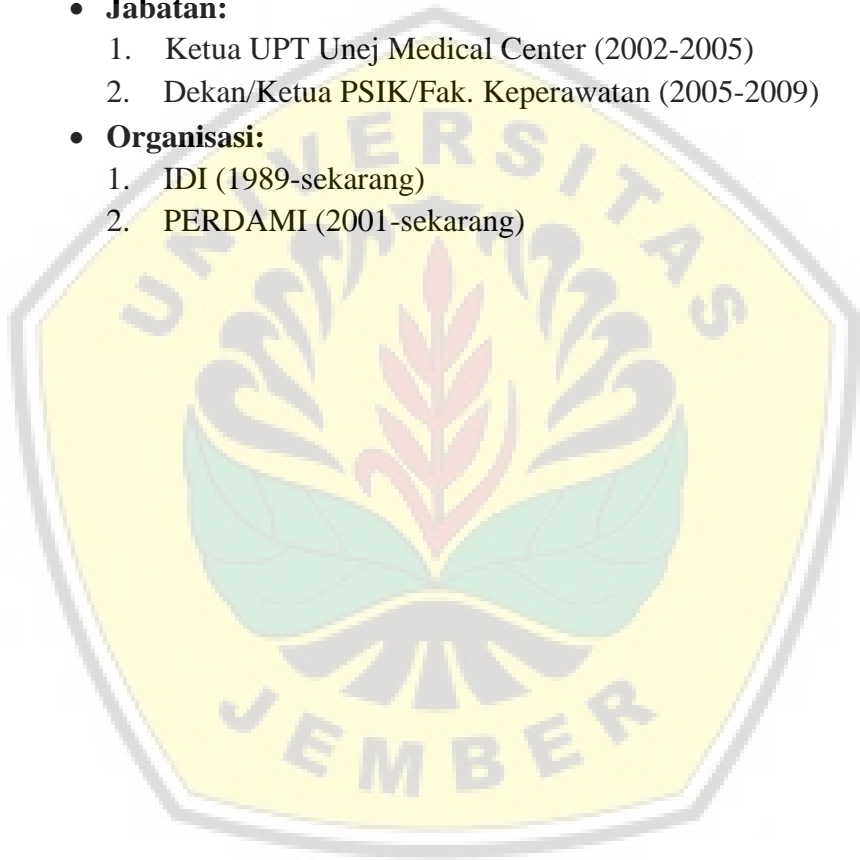 • Jabatan:
1. Ketua UPT Unej Medical Center (2002-2005)
2. Dekan/Ketua PSIK/Fak. Keperawatan (2005-2009)
• Organisasi:
1. IDI (1989-sekarang)
2. PERDAMI (2001-sekarang)
UNIVERSITAS
JEMBER